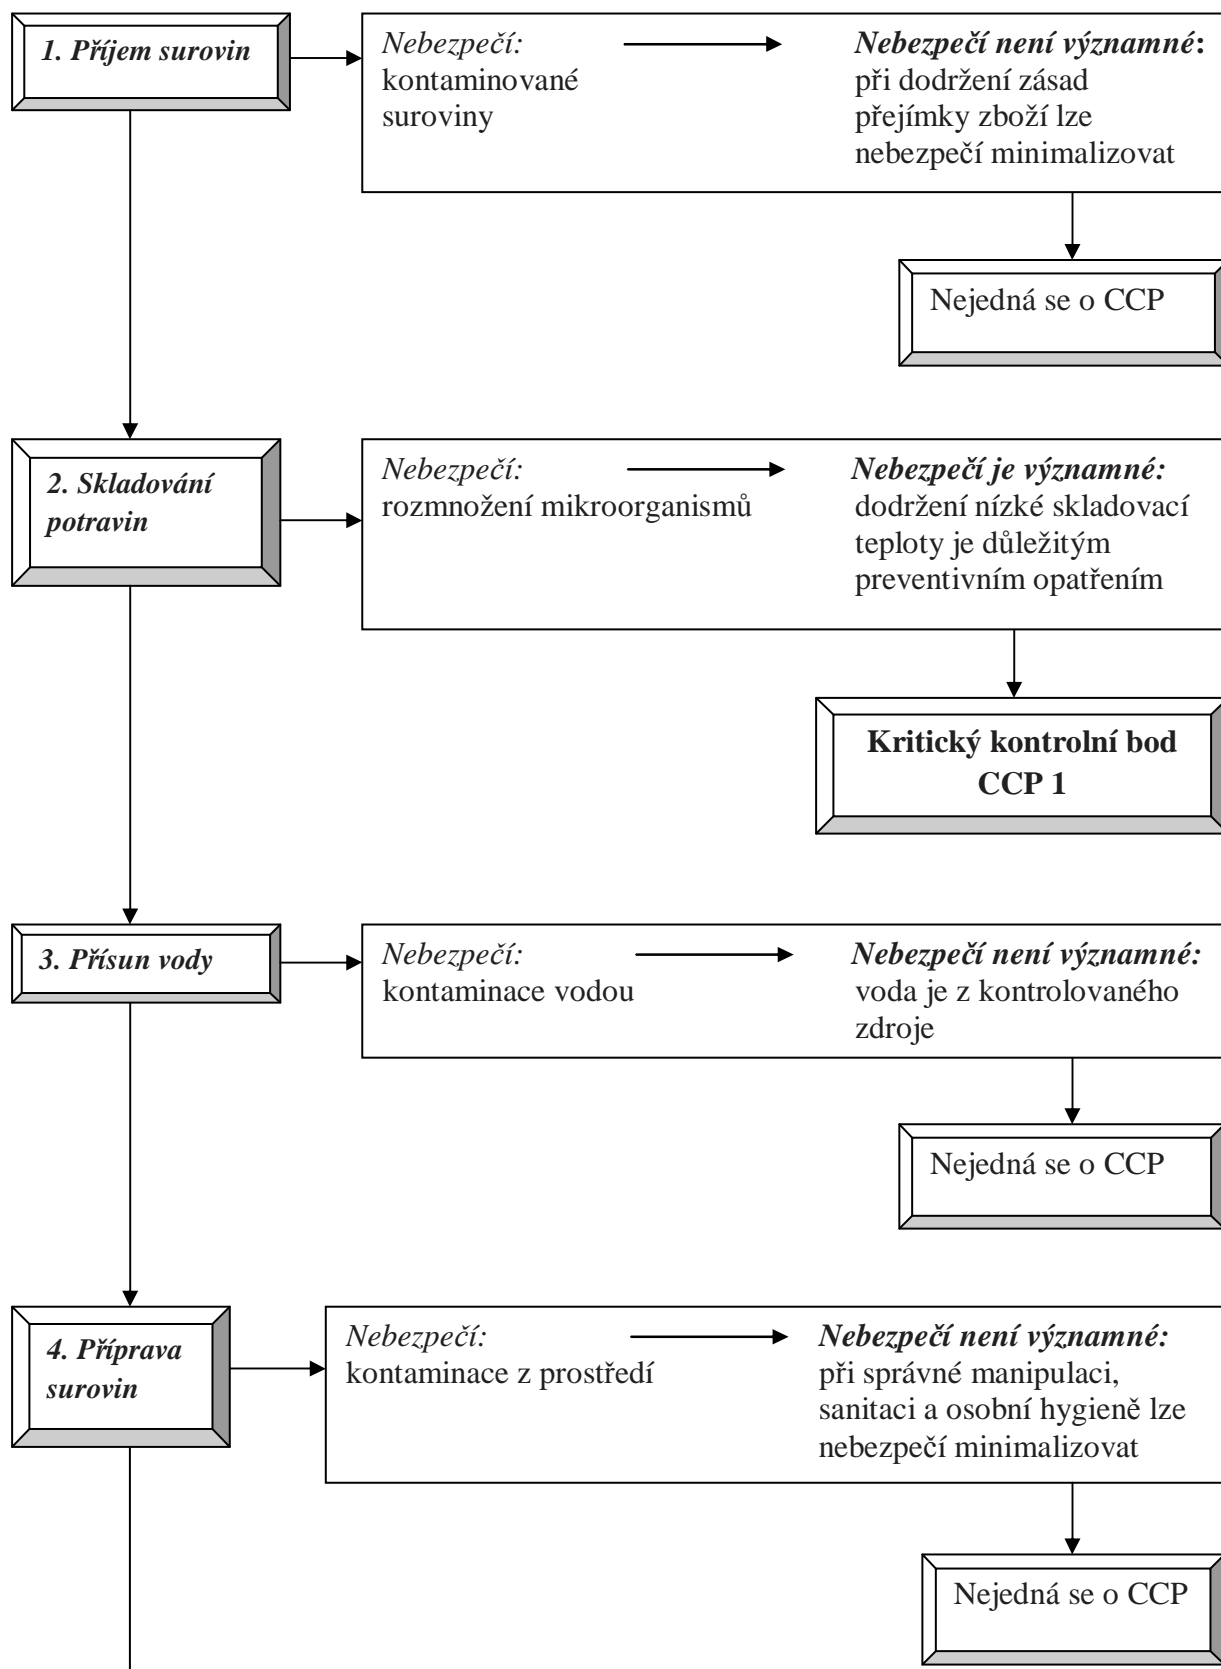 1. Příjem surovin
Nebezpečí:
kontaminované
suroviny
Nebezpečí není významné:
při dodržení zásad
přejímky zboží lze
nebezpečí minimalizovat
Nejedná se o CCP
2. Skladování
potravin
Nebezpečí:
rozmnožení mikroorganismů
Nebezpečí je významné:
dodržení nízké skladovací
teploty je důležitým
preventivním opatřením
Kritický kontrolní bod
CCP 1
3. Přísun vody
Nebezpečí:
kontaminace vodou
Nebezpečí není významné:
voda je z kontrolovaného
zdroje
Nejedná se o CCP
4. Příprava
surovin
Nebezpečí:
kontaminace z prostředí
Nebezpečí není významné:
při správné manipulaci,
sanitaci a osobní hygieně lze
nebezpečí minimalizovat
Nejedná se o CCP